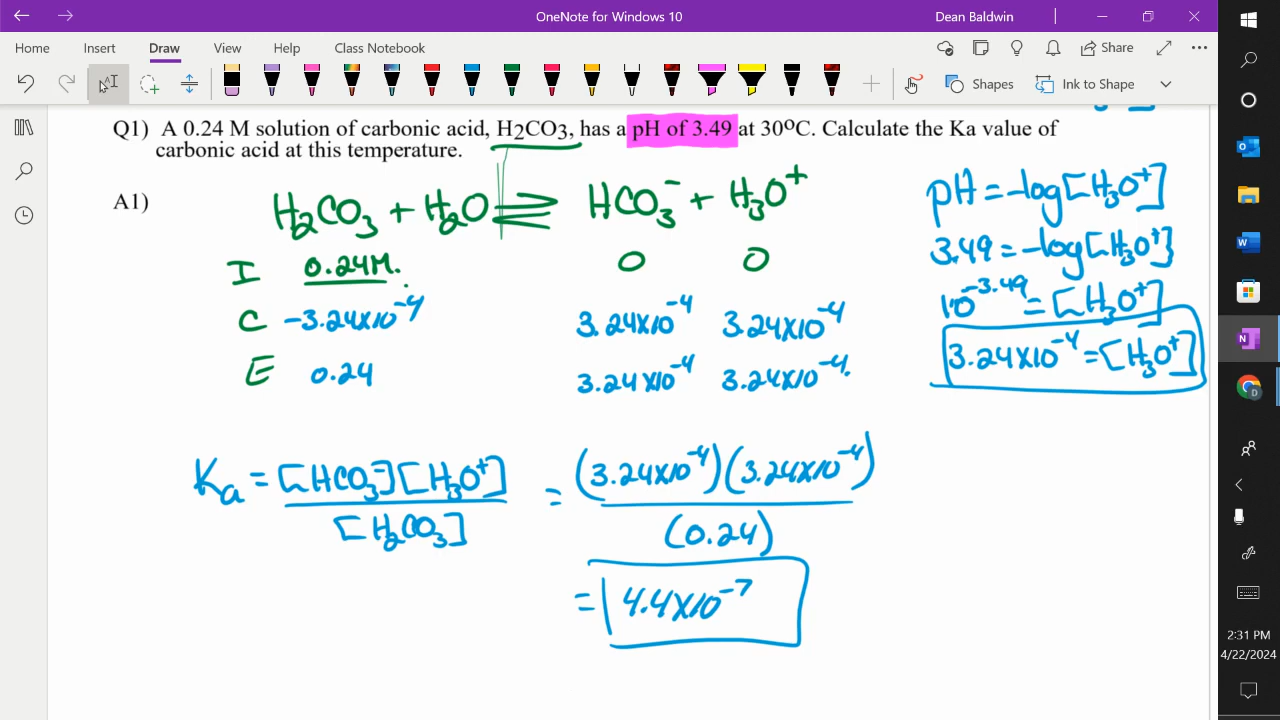 OneNote for Windows 10
Dean Baldwin
Home Insert Draw View Help Class Notebook
Share
Shapes
Ink to Shape
Q1) A 0.24 M solution of carbonic acid, H2CO3, has a pH of 3.49 at 30ºC. Calculate the Ka value of
carbonic acid at this temperature.
A1)
H₂CO₃ + H₂O ⇌ HCO₃⁻ + H₃O⁺
I 0.24M. O O
C -3.24x10⁻⁴ 3.24x10⁻⁴ 3.24x10⁻⁴
E 0.24 3.24x10⁻⁴ 3.24x10⁻⁴.
pH = -log[H₃O⁺]
3.49 = -log[H₃O⁺]
10⁻³·⁴⁹ = [H₃O⁺]
3.24x10⁻⁴ = [H₃O⁺]
Ka = [HCO₃⁻][H₃O⁺] / [H₂CO₃] = (3.24x10⁻⁴)(3.24x10⁻⁴) / (0.24)
= 4.4x10⁻⁷
2:31 PM
4/22/2024